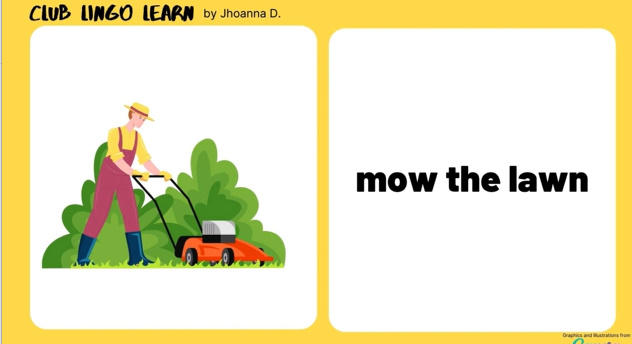 CLUB LINGO LEARN by Jhoanna D.
mow the lawn
Graphics and Illustrations from